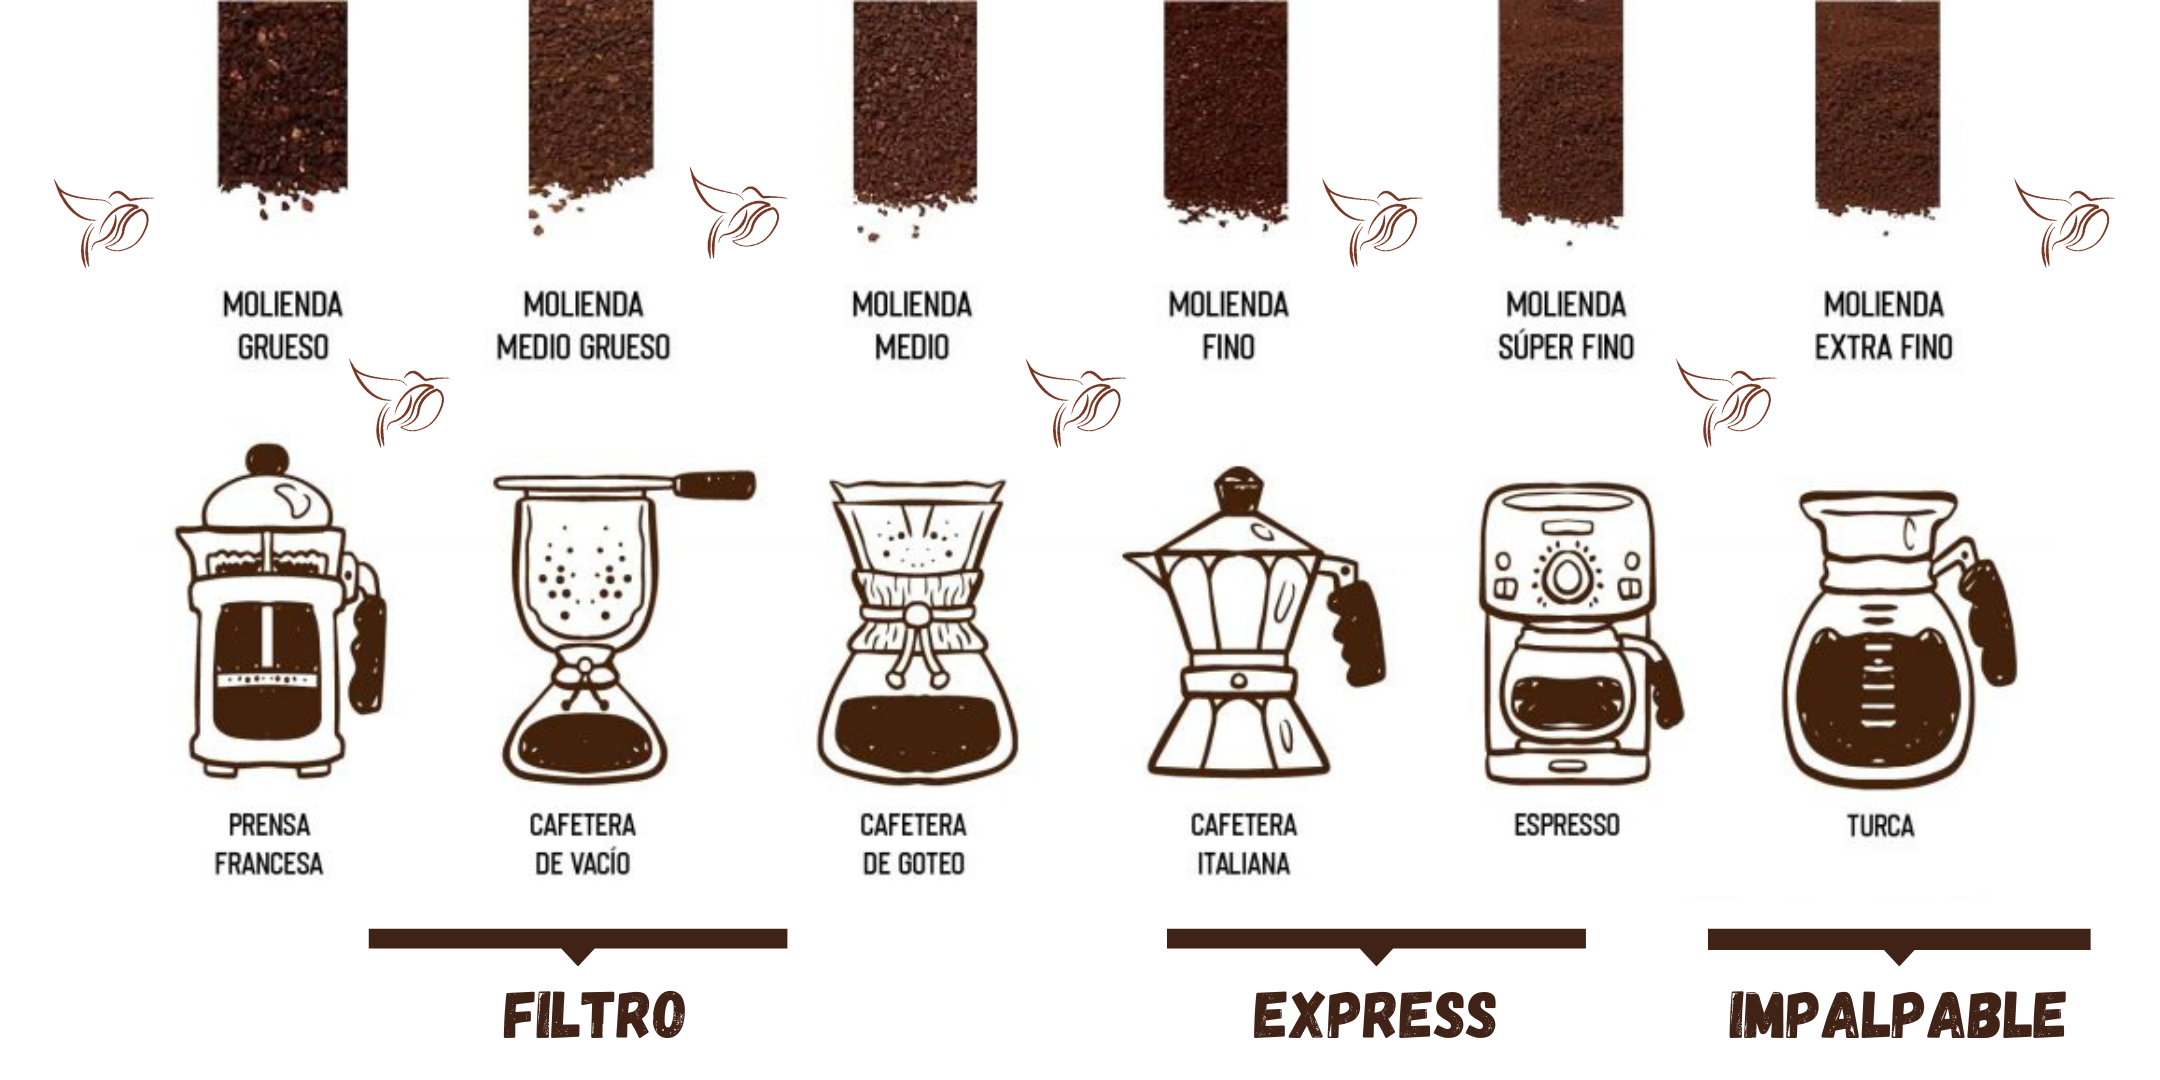 MOLIENDA
GRUESO
MOLIENDA
MEDIO GRUESO
MOLIENDA
MEDIO
MOLIENDA
FINO
MOLIENDA
SÚPER FINO
MOLIENDA
EXTRA FINO
PRENSA
FRANCESA
CAFETERA
DE VACÍO
CAFETERA
DE GOTEO
CAFETERA
ITALIANA
ESPRESSO
TURCA
FILTRO
EXPRESS
IMPALPABLE